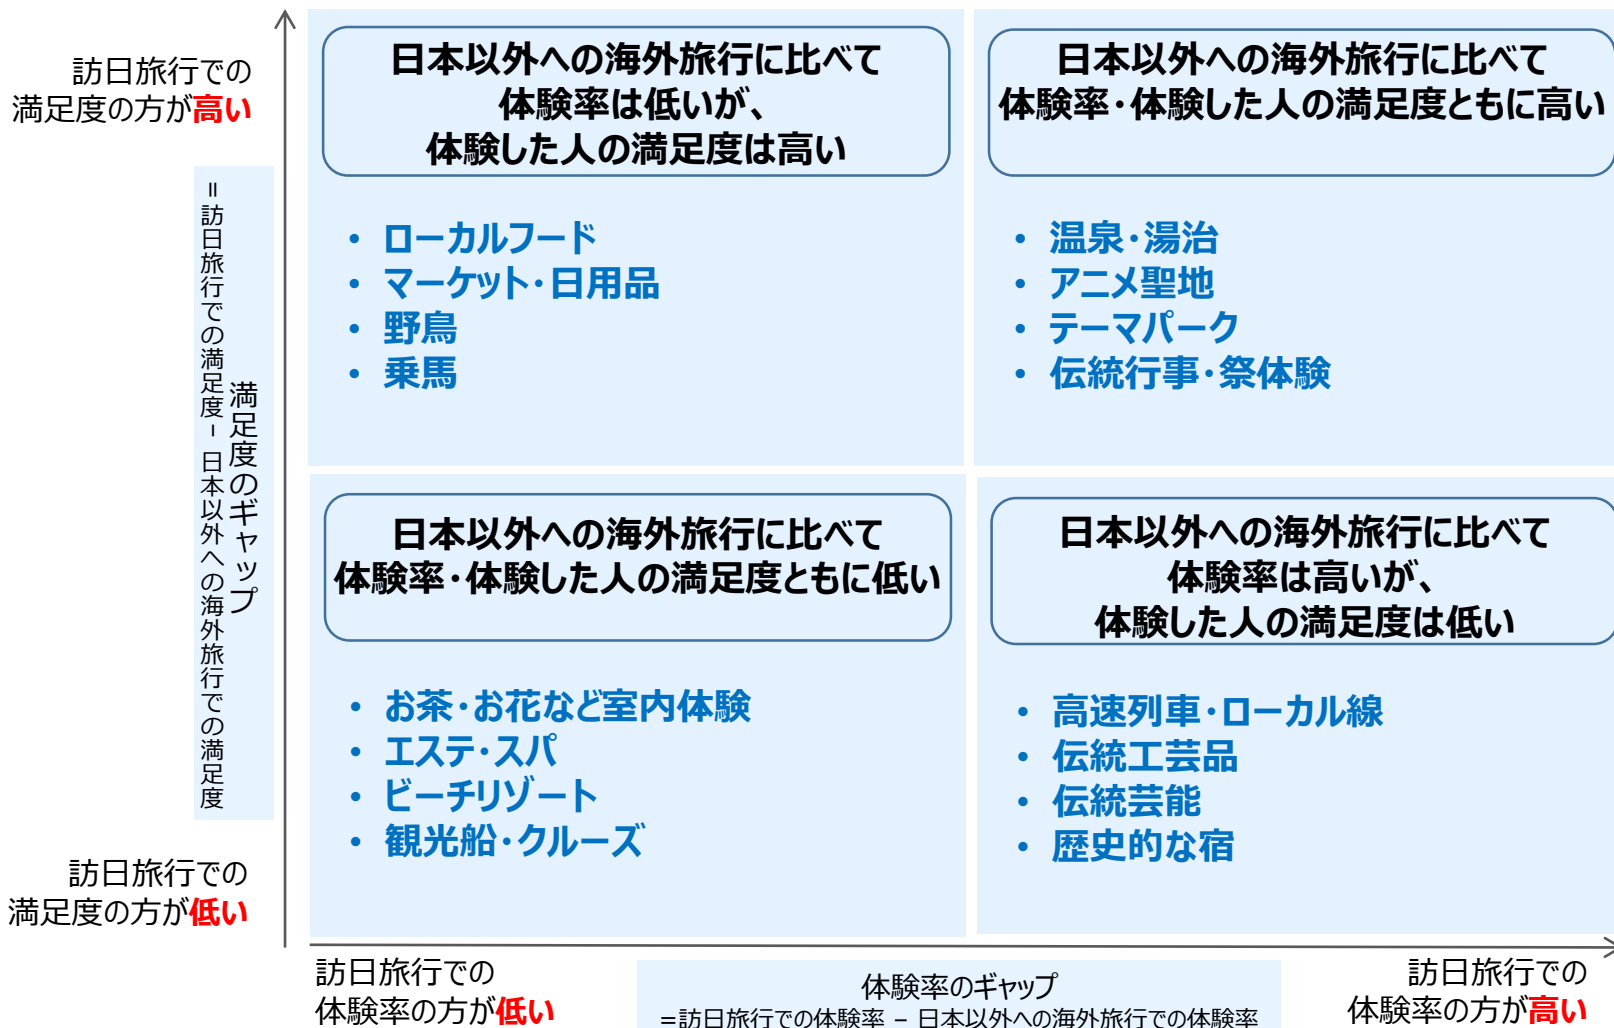 訪日旅行での
満足度の方が高い
満足度のギャップ
=訪日旅行での満足度 – 日本以外への海外旅行での満足度
訪日旅行での
満足度の方が低い
日本以外への海外旅行に比べて
体験率は低いが、
体験した人の満足度は高い
• ローカルフード
• マーケット・日用品
• 野鳥
• 乗馬
日本以外への海外旅行に比べて
体験率・体験した人の満足度ともに高い
• 温泉・湯治
• アニメ聖地
• テーマパーク
• 伝統行事・祭体験
日本以外への海外旅行に比べて
体験率・体験した人の満足度ともに低い
• お茶・お花など室内体験
• エステ・スパ
• ビーチリゾート
• 観光船・クルーズ
日本以外への海外旅行に比べて
体験率は高いが、
体験した人の満足度は低い
• 高速列車・ローカル線
• 伝統工芸品
• 伝統芸能
• 歴史的な宿
訪日旅行での
体験率の方が低い
体験率のギャップ
=訪日旅行での体験率 – 日本以外への海外旅行での体験率
訪日旅行での
体験率の方が高い